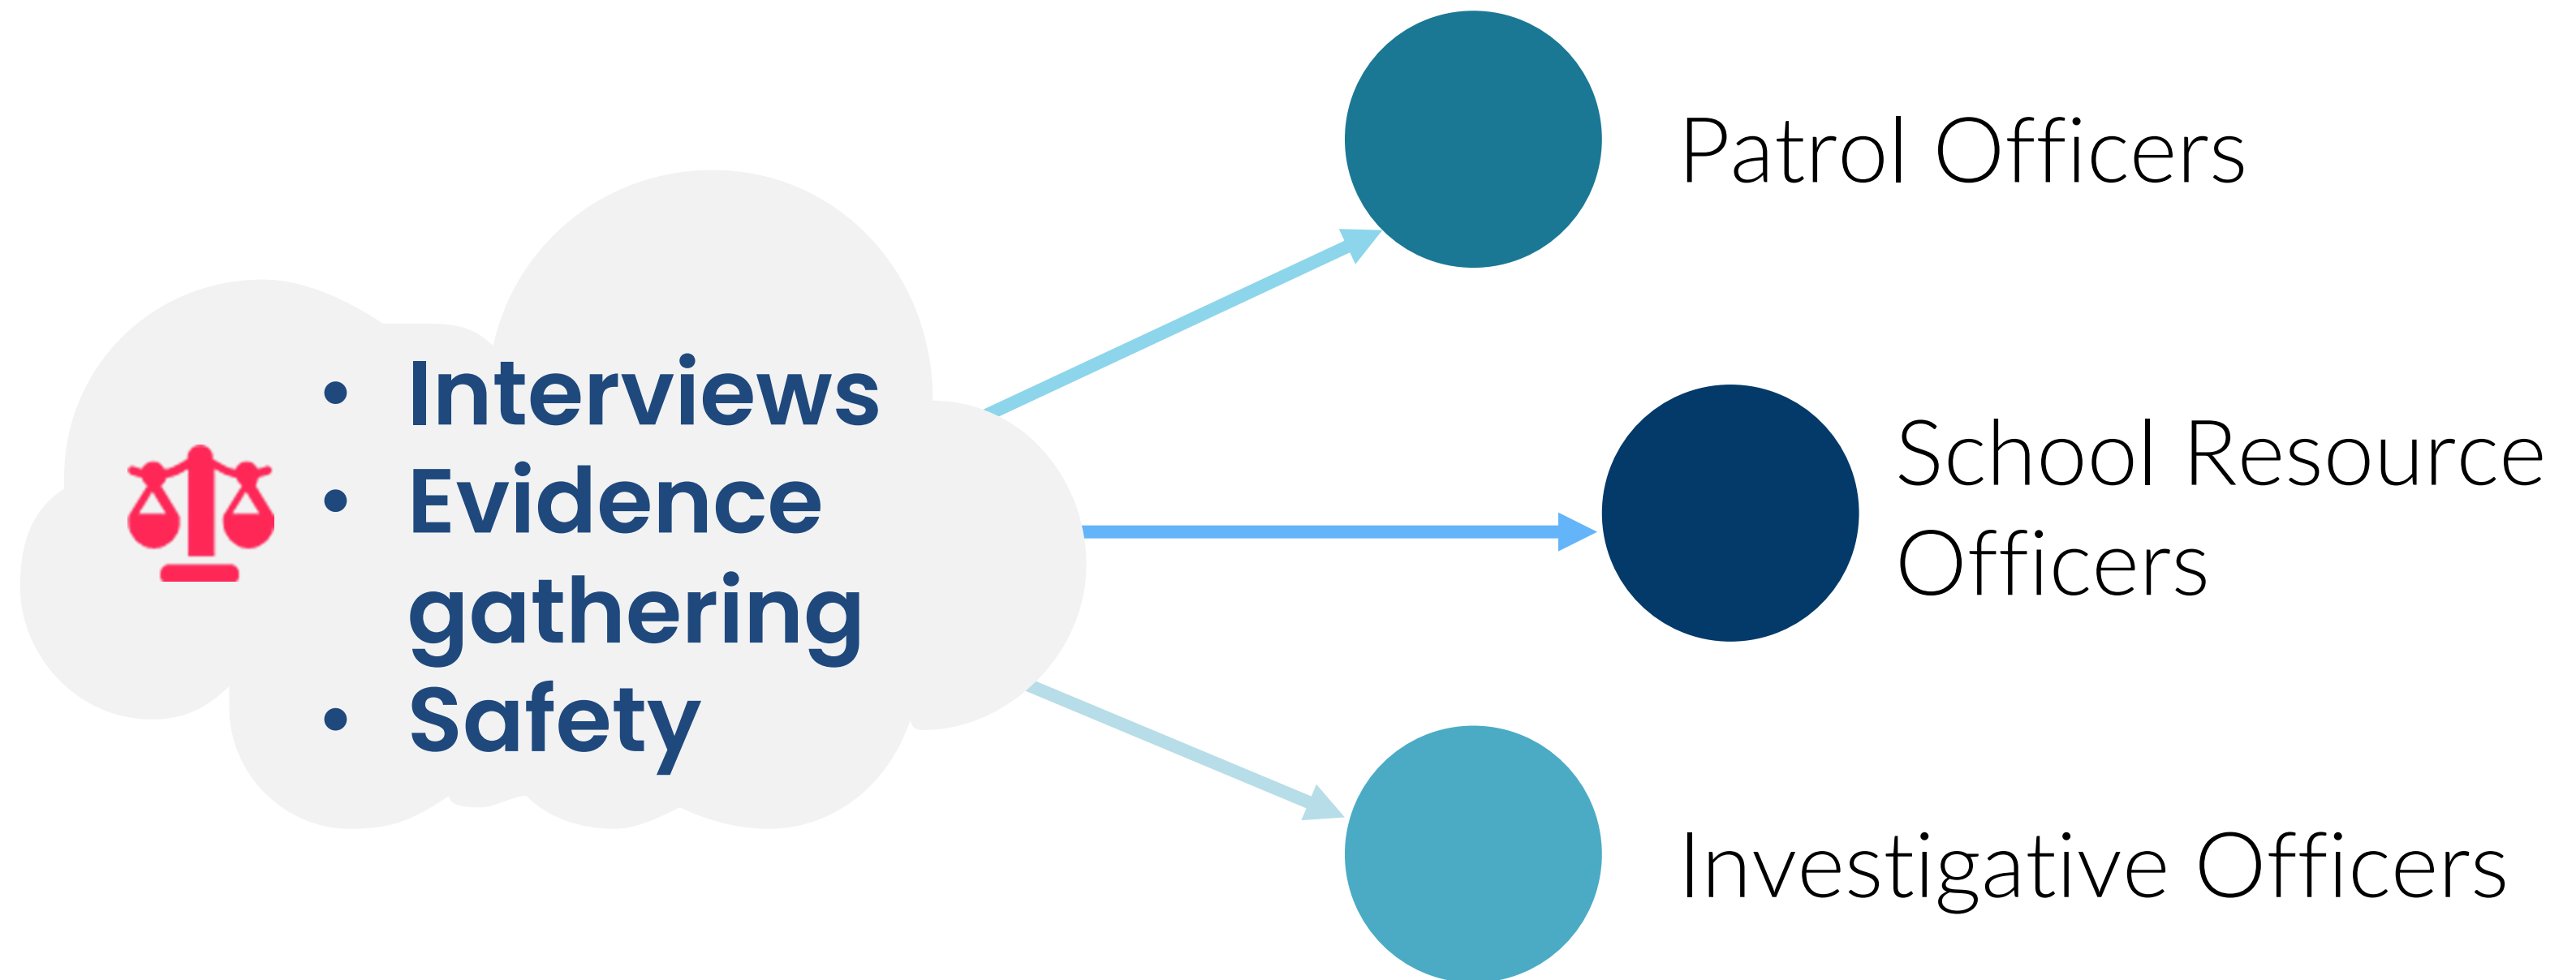 • Interviews
• Evidence
gathering
• Safety
Patrol Officers
School Resource
Officers
Investigative Officers